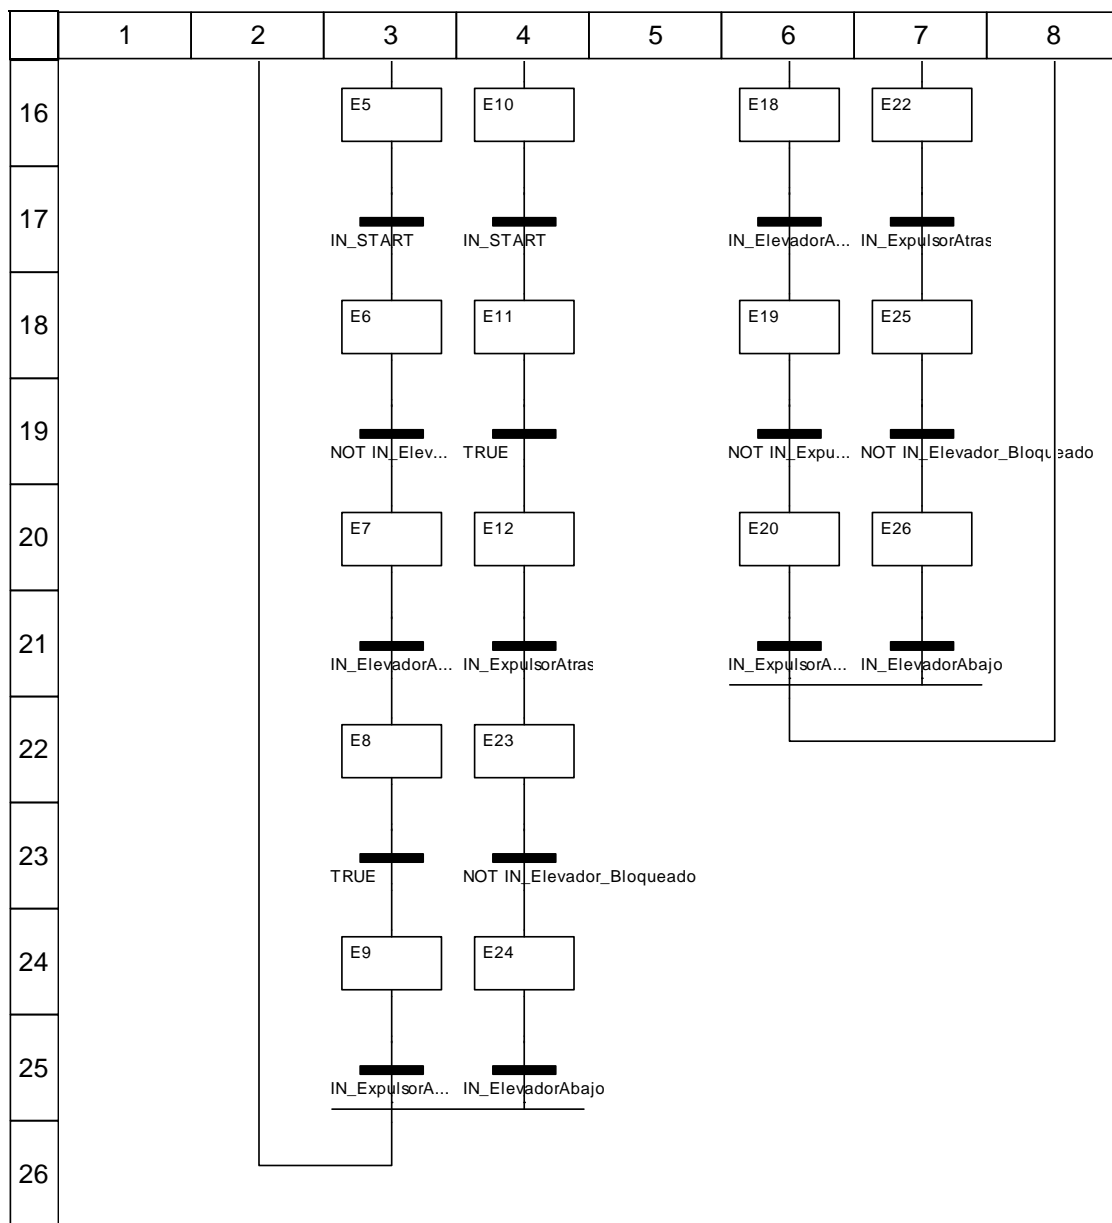 1 2 3 4 5 6 7 8
16 E5 E10 E18 E22
17
IN_START IN_START IN_ElevadorA... IN_ExpulsorAtras
18 E6 E11 E19 E25
19
NOT IN_Elev... TRUE NOT IN_Expu... NOT IN_Elevador_Bloqueado
20 E7 E12 E20 E26
21
IN_ElevadorA... IN_ExpulsorAtras IN_ExpulsorA... IN_ElevadorAbajo
22 E8 E23
23
TRUE NOT IN_Elevador_Bloqueado
24 E9 E24
25
IN_ExpulsorA... IN_ElevadorAbajo
26